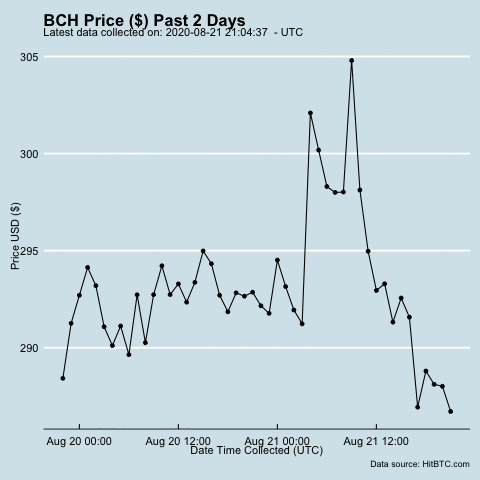 BCH Price ($) Past 2 Days
Latest data collected on: 2020-08-21 21:04:37 - UTC
305
300
295
290
Price USD ($)
Aug 20 00:00 Aug 20 12:00 Aug 21 00:00 Aug 21 12:00
Date Time Collected (UTC)
Data source: HitBTC.com